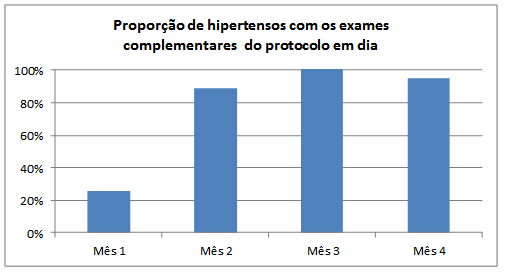 Proporção de hipertensos com os exames
complementares  do protocolo em dia
100%
80%
60%
40%
20%
0%
Mês 1 Mês 2 Mês 3 Mês 4